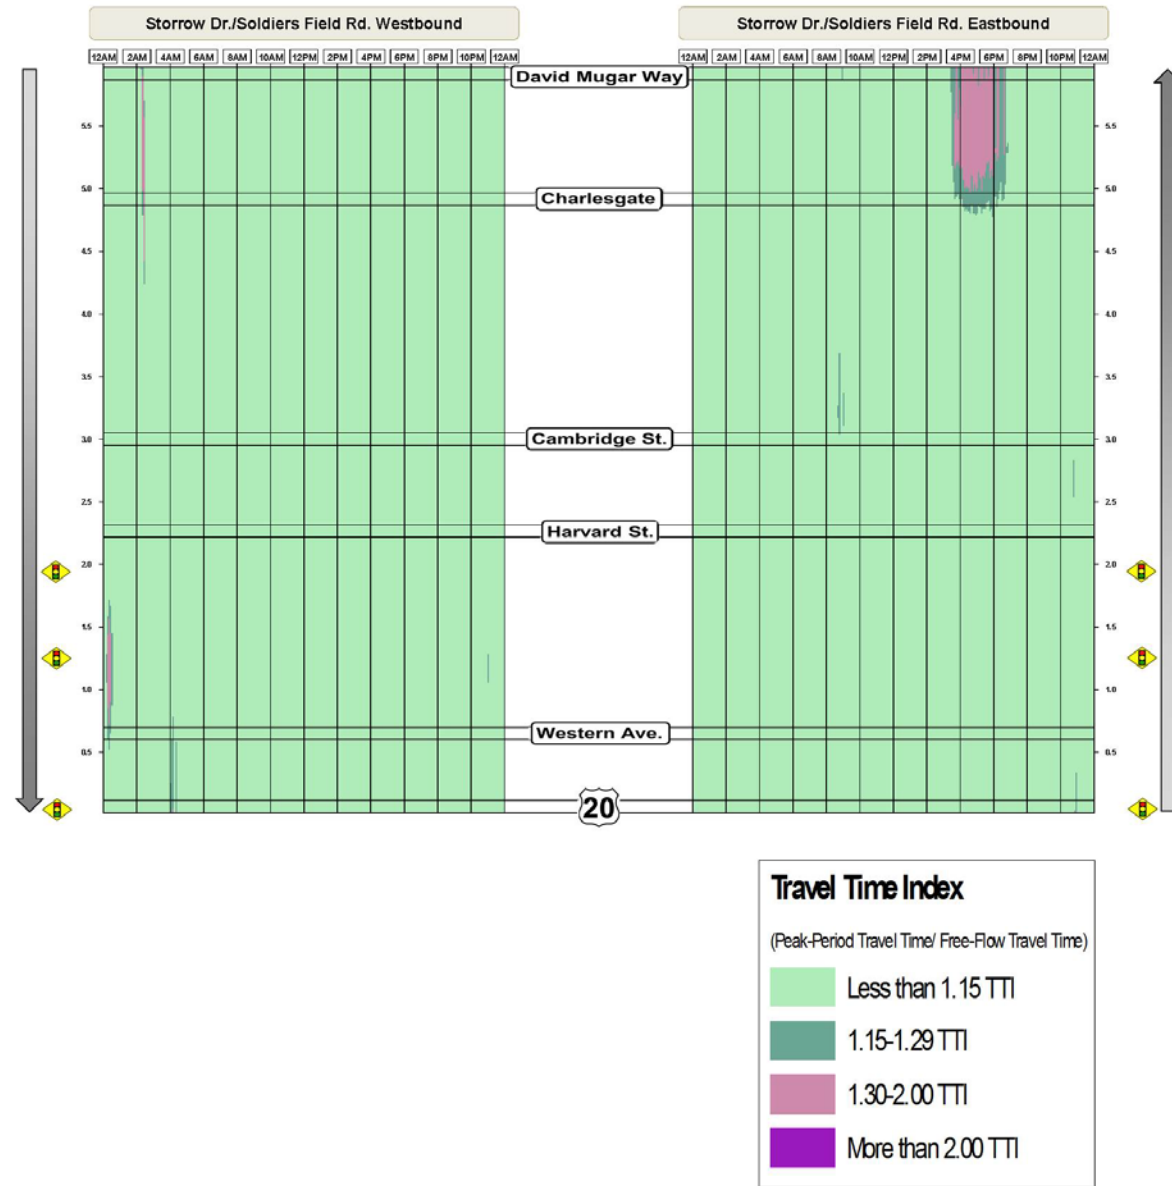 Storrow Dr./Soldiers Field Rd. Westbound
Storrow Dr./Soldiers Field Rd. Eastbound
12AM 2AM 4AM 6AM 8AM 10AM 12PM 2PM 4PM 6PM 8PM 10PM 12AM
12AM 2AM 4AM 6AM 8AM 10AM 12PM 2PM 4PM 6PM 8PM 10PM 12AM
David Mugar Way
5.5 5.5
5.0 5.0
Charlesgate
4.5 4.5
4.0 4.0
3.5 3.5
Cambridge St.
3.0 3.0
2.5 2.5
Harvard St.
2.0 2.0
1.5 1.5
1.0 1.0
Western Ave.
0.5 0.5
20
Travel Time Index
(Peak-Period Travel Time/ Free-Flow Travel Time)
Less than 1.15 TTI
1.15-1.29 TTI
1.30-2.00 TTI
More than 2.00 TTI